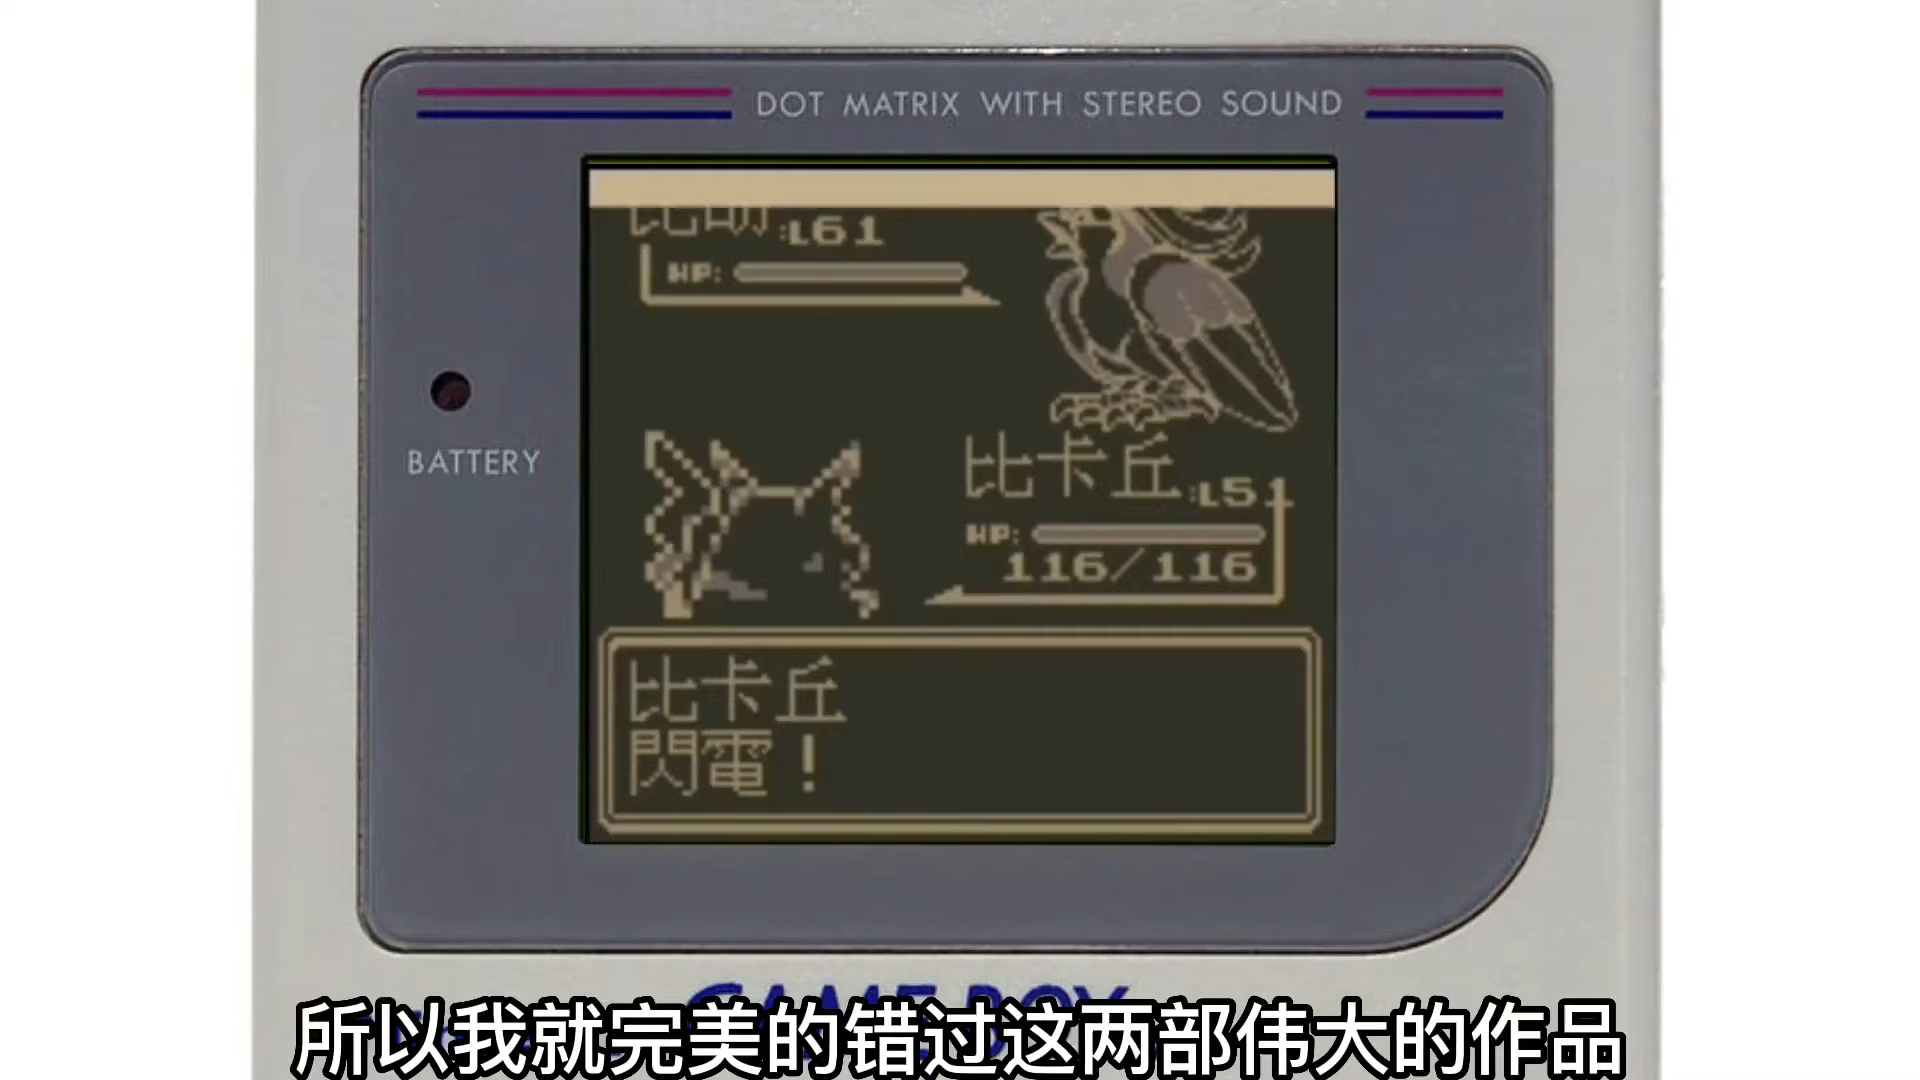 DOT MATRIX WITH STEREO SOUND
:L61
HP:
BATTERY
比卡丘 :L51
HP:
116/116
比卡丘
閃電！
所以我就完美的错过这两部伟大的作品